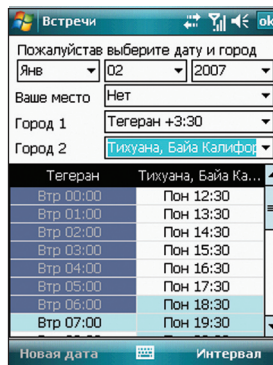 Встречи ok
Пожалуйстав выберите дату и город
Янв 02 2007
Ваше место Нет
Город 1 Тегеран +3:30
Город 2 Тихуана, Байа Калифор
Тегеран Тихуана, Байа Ка...
Втр 00:00 Пон 12:30
Втр 01:00 Пон 13:30
Втр 02:00 Пон 14:30
Втр 03:00 Пон 15:30
Втр 04:00 Пон 16:30
Втр 05:00 Пон 17:30
Втр 06:00 Пон 18:30
Втр 07:00 Пон 19:30
Новая дата Интервал